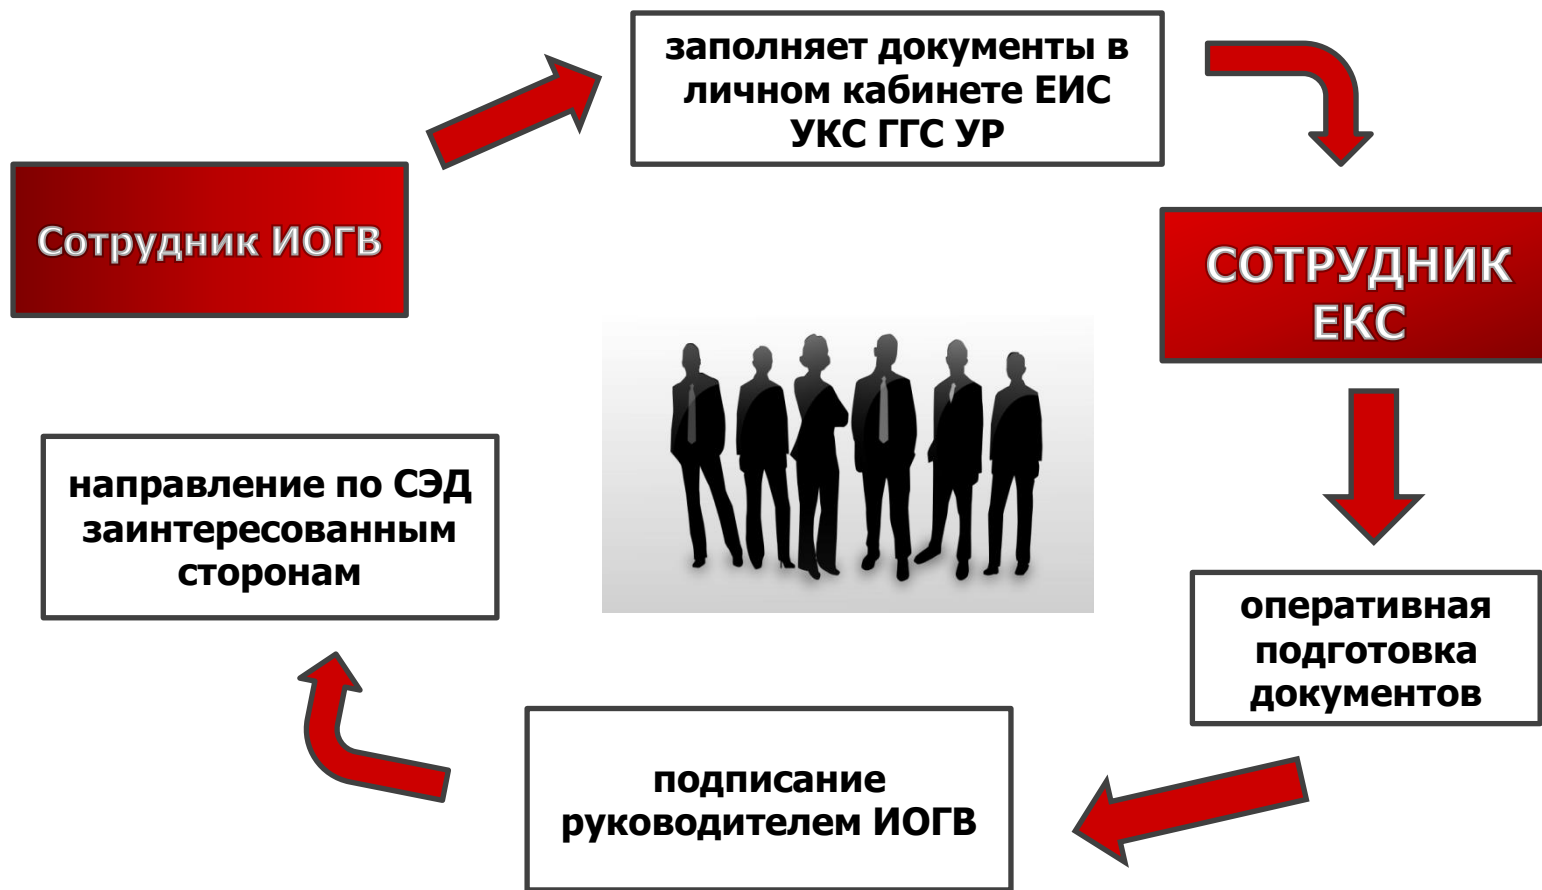 заполняет документы в
личном кабинете ЕИС
УКС ГГС УР
Сотрудник ИОГВ
СОТРУДНИК
ЕКС
направление по СЭД
заинтересованным
сторонам
оперативная
подготовка
документов
подписание
руководителем ИОГВ